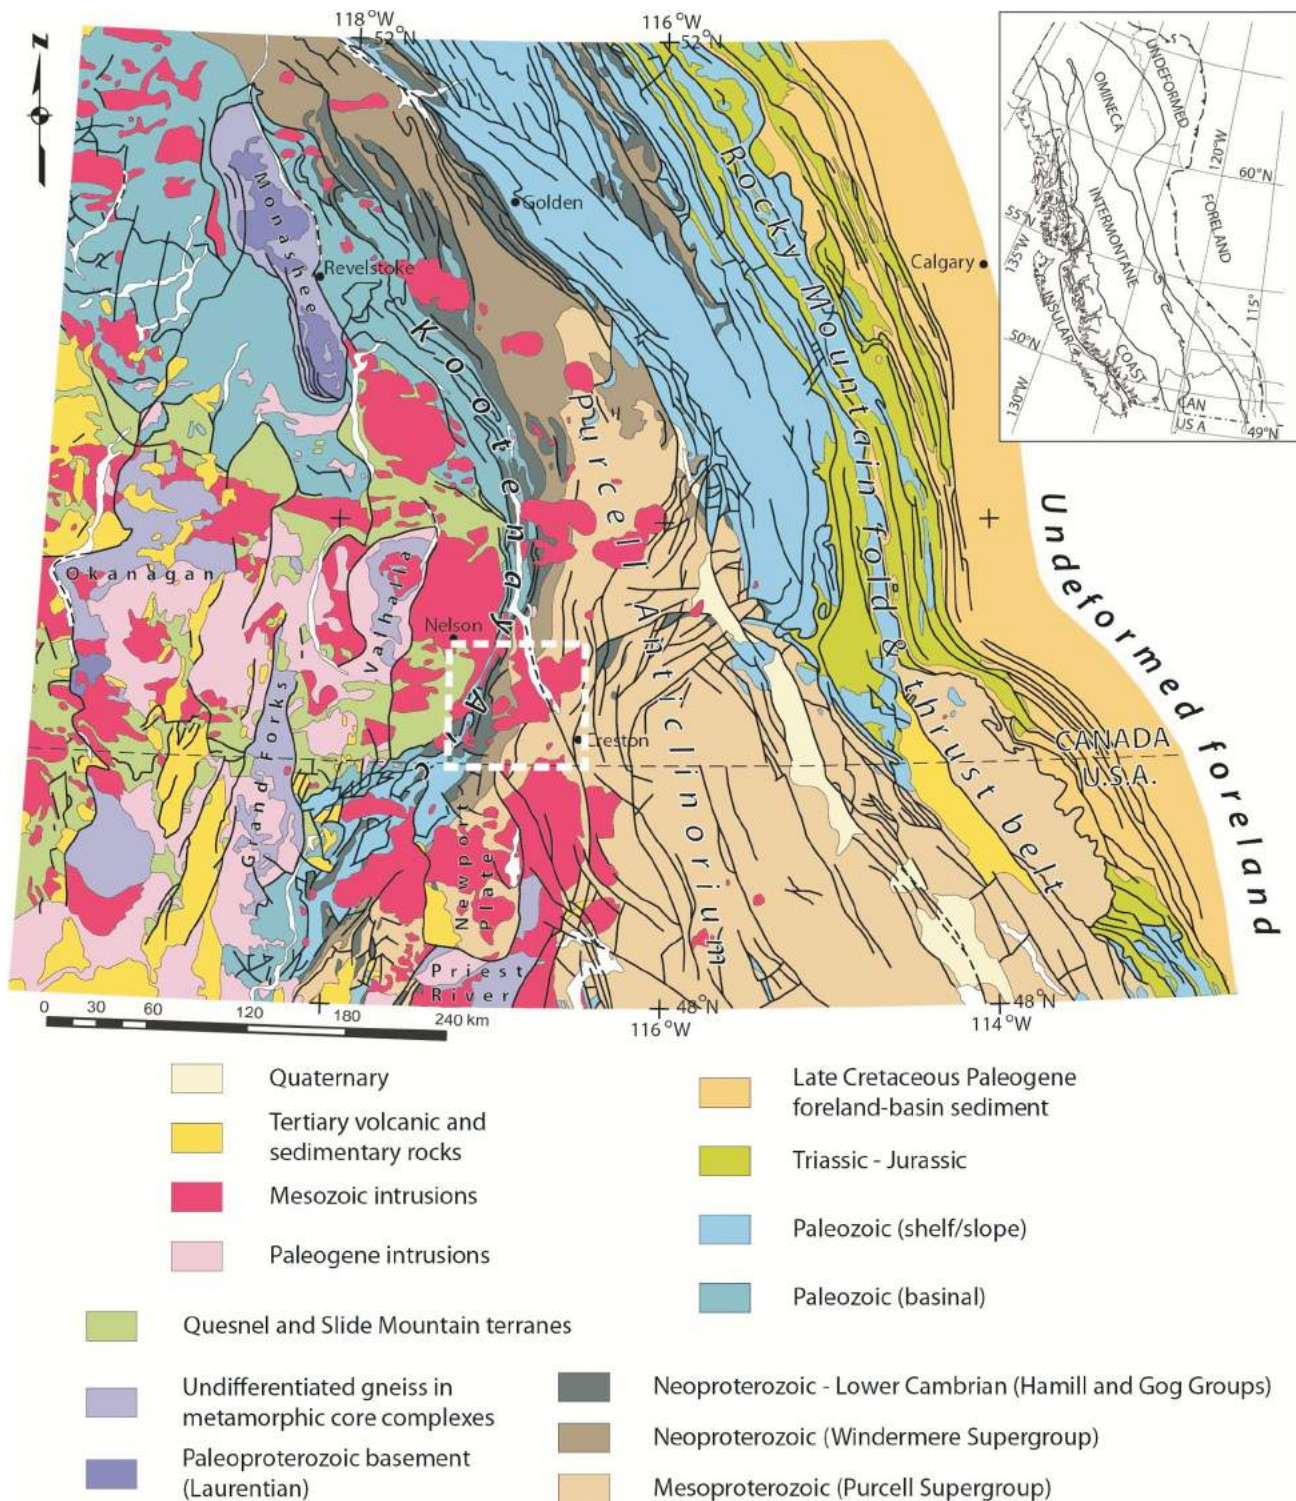 118°W
52°N
116°W
52°N
Z
Golden
Monashee
Revelstoke
Kootenay Arc
Purcell Anticlinorium
Rocky Mountain fold & thrust belt
Calgary
Okanagan
Valhalla
Nelson
Creston
Grand Forks
Newport
Plate
Priest
River
CANADA
U.S.A.
Undeformed foreland
0 30 60 120 180 240 km
48°N
116°W
48°N
114°W
UNDEFORMED
OMINECA
120°W
60°N
INTERMONTANE
FORELAND
55°N
135°W
INSULAR
50°N
COAST
115°
130°W
CAN
USA
49°N
Quaternary
Tertiary volcanic and
sedimentary rocks
Mesozoic intrusions
Paleogene intrusions
Quesnel and Slide Mountain terranes
Undifferentiated gneiss in
metamorphic core complexes
Paleoproterozoic basement
(Laurentian)
Late Cretaceous Paleogene
foreland-basin sediment
Triassic - Jurassic
Paleozoic (shelf/slope)
Paleozoic (basinal)
Neoproterozoic - Lower Cambrian (Hamill and Gog Groups)
Neoproterozoic (Windermere Supergroup)
Mesoproterozoic (Purcell Supergroup)